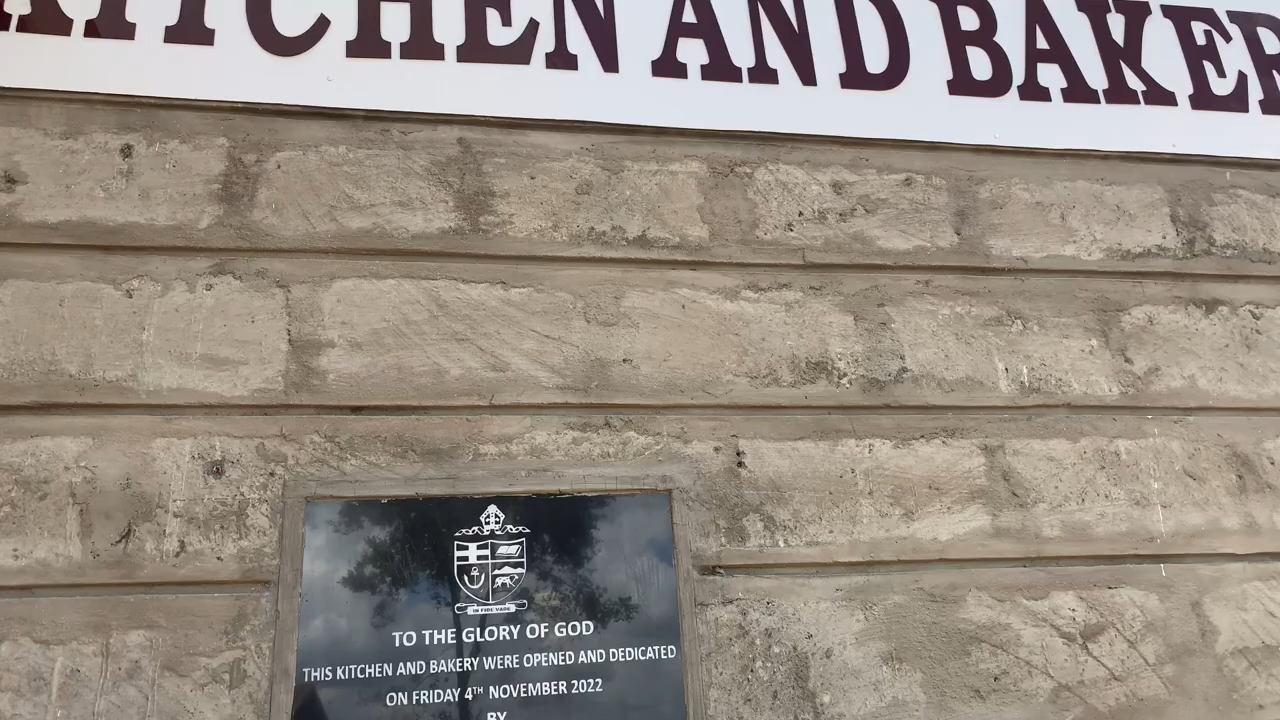 KITCHEN AND BAKER
IN FIDE VADE
TO THE GLORY OF GOD
THIS KITCHEN AND BAKERY WERE OPENED AND DEDICATED
ON FRIDAY 4TH NOVEMBER 2022
BY